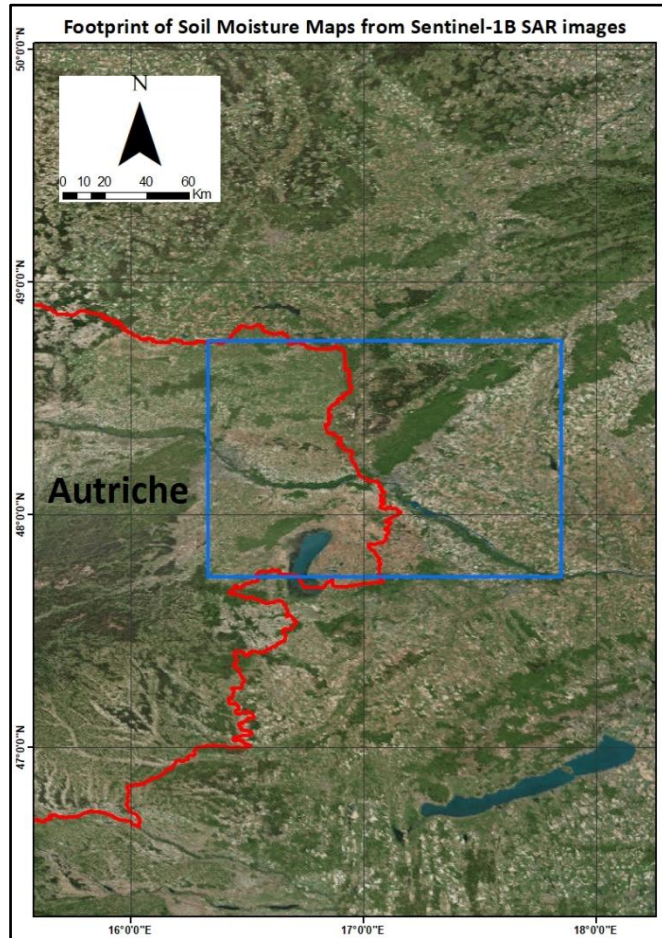 Footprint of Soil Moisture Maps from Sentinel-1B SAR images
N
0 10 20 40 60
Km
50°0'0"N
49°0'0"N
48°0'0"N
47°0'0"N
Autriche
16°0'0"E 17°0'0"E 18°0'0"E